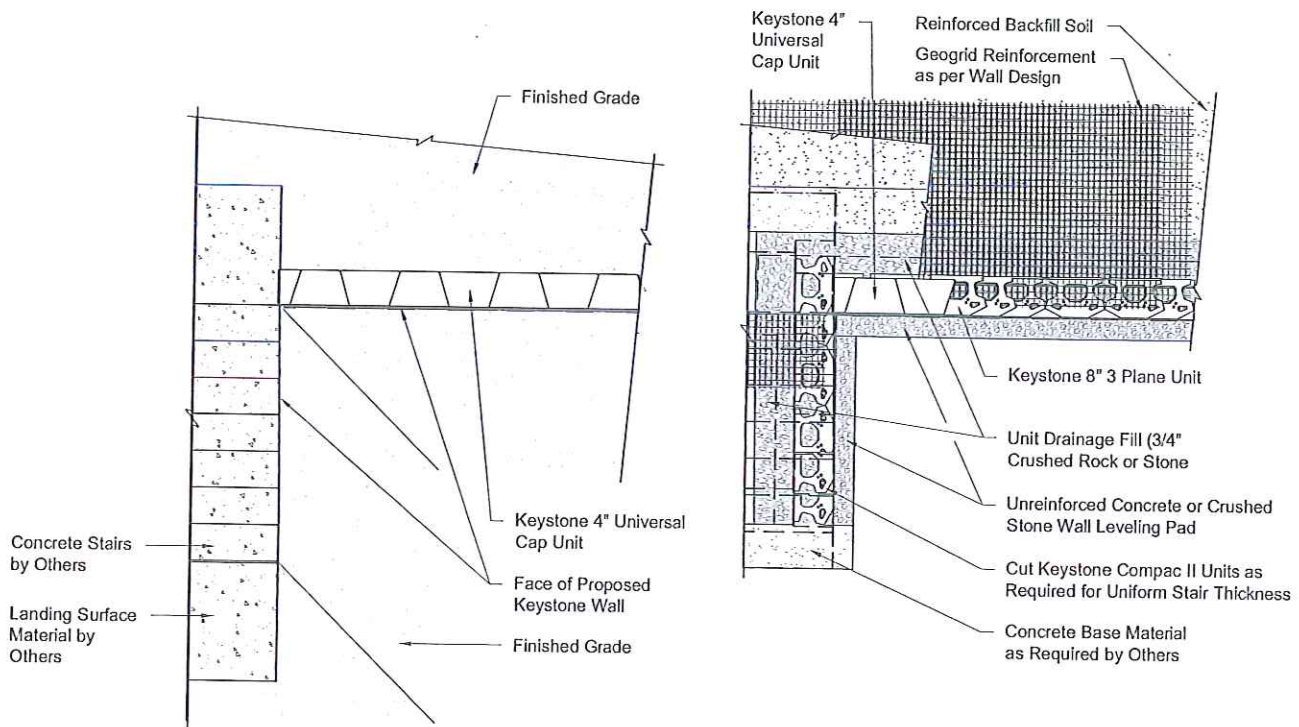 Finished Grade
Concrete Stairs
by Others
Landing Surface
Material by
Others
Keystone 4" Universal
Cap Unit
Face of Proposed
Keystone Wall
Finished Grade
Keystone 4"
Universal
Cap Unit
Reinforced Backfill Soil
Geogrid Reinforcement
as per Wall Design
Keystone 8" 3 Plane Unit
Unit Drainage Fill (3/4"
Crushed Rock or Stone
Unreinforced Concrete or Crushed
Stone Wall Leveling Pad
Cut Keystone Compac II Units as
Required for Uniform Stair Thickness
Concrete Base Material
as Required by Others